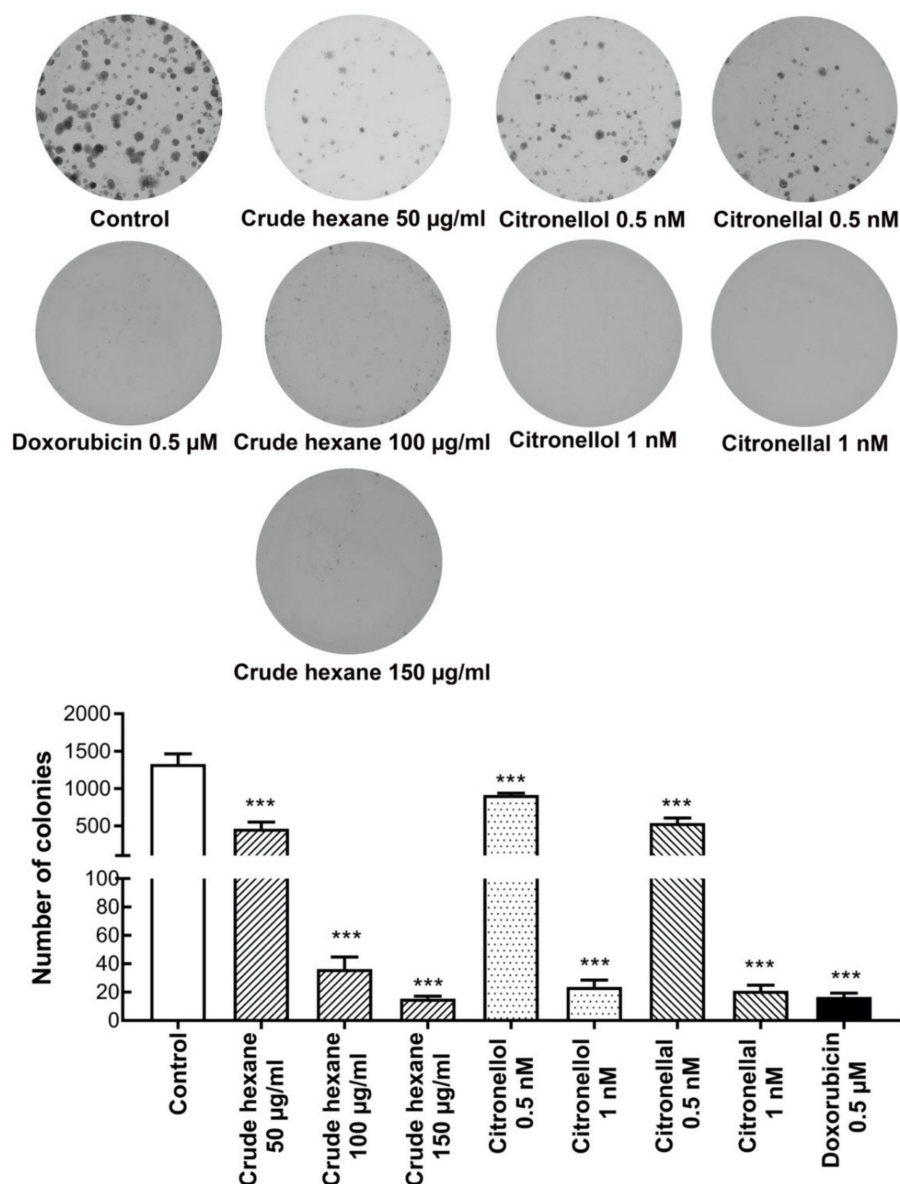 Control
Crude hexane 50 µg/ml
Citronellol 0.5 nM
Citronellal 0.5 nM
Doxorubicin 0.5 µM
Crude hexane 100 µg/ml
Citronellol 1 nM
Citronellal 1 nM
Crude hexane 150 µg/ml
Number of colonies
2000
1500
1000
500
100
80
60
40
20
0
***
***
***
***
***
***
***
***
Control
Crude hexane
50 µg/ml
Crude hexane
100 µg/ml
Crude hexane
150 µg/ml
Citronellol
0.5 nM
Citronellol
1 nM
Citronellal
0.5 nM
Citronellal
1 nM
Doxorubicin
0.5 µM